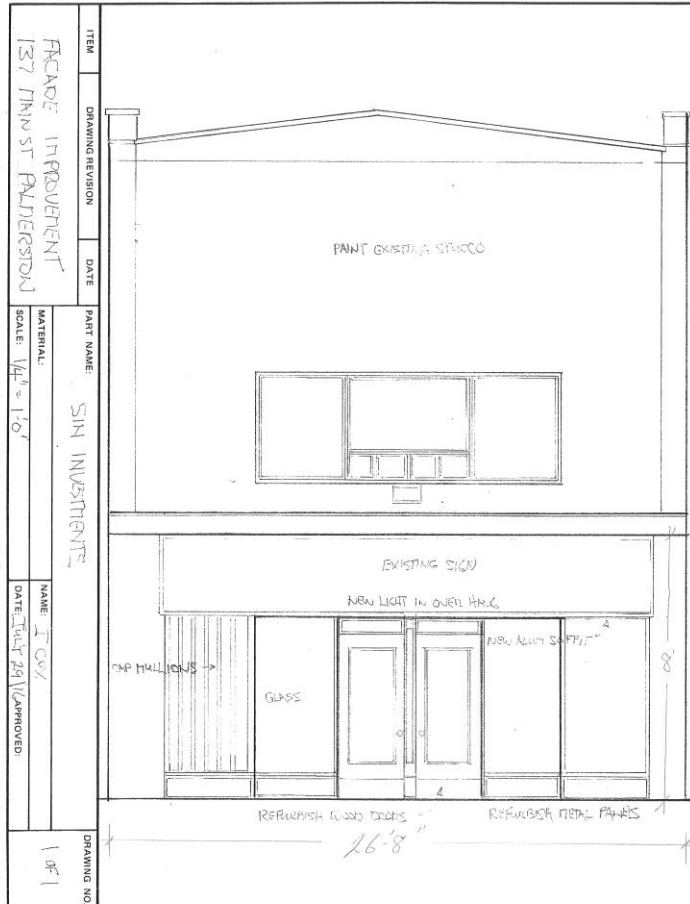 ITEM
DRAWING REVISION
DATE
FACADE IMPROVEMENT
137 MAIN ST PALMERSTON
PART NAME:
SIN INVESTMENTS
MATERIAL:
SCALE: 1/4" = 1'0"
NAME: J COX
DATE: JULY 29/16
APPROVED:
DRAWING NO.
1 OF 1
PAINT EXISTING STUCCO
EXISTING SIGN
NEW LIGHT IN OVER HNG
NEW ALUM SOFFIT
CAP MULLIONS
GLASS
8'
REFURBISH WOOD DOORS
REFURBISH METAL PANELS
26'-8"